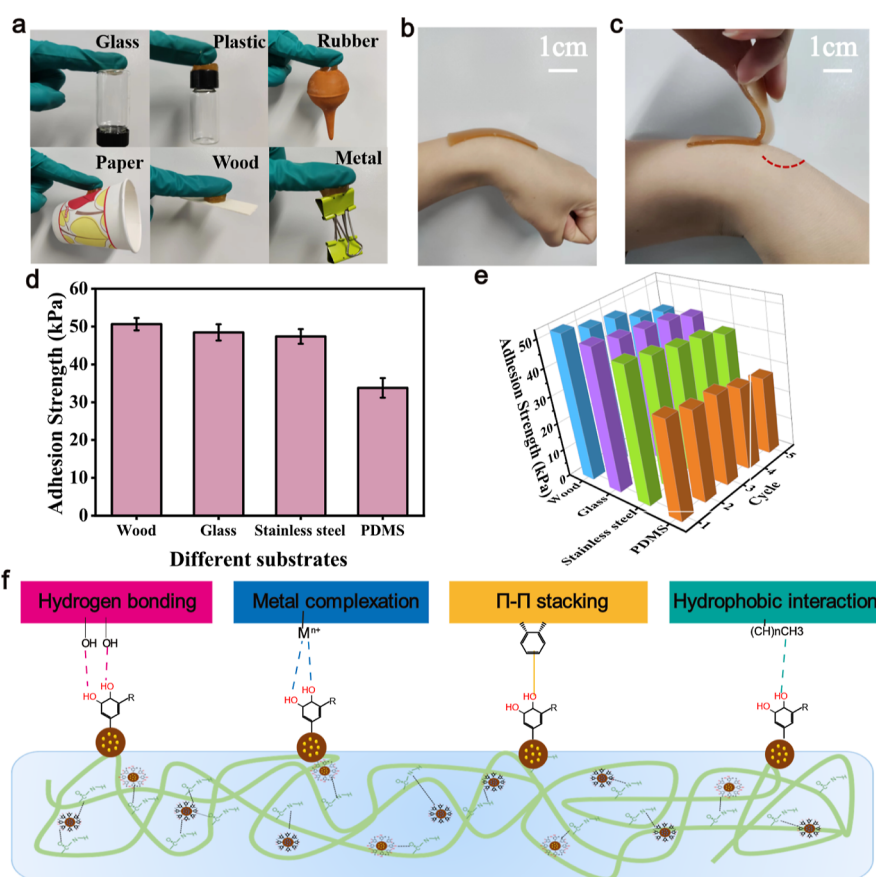 a
Glass
Plastic
Rubber
Paper
Wood
Metal
b
1cm
c
1cm
d
Adhesion Strength (kPa)
60
50
40
30
20
10
0
Wood
Glass
Stainless steel
PDMS
Different substrates
e
Adhesion Strength (kPa)
50
40
30
20
10
0
Wood
Glass
Stainless steel
PDMS
1
2
3
4
5
Cycle
f
Hydrogen bonding
Metal complexation
Π-Π stacking
Hydrophobic interaction
OH OH
Mn+
(CH)nCH3
HO
HO
R
HO
HO
R
HO
HO
R
HO
HO
R